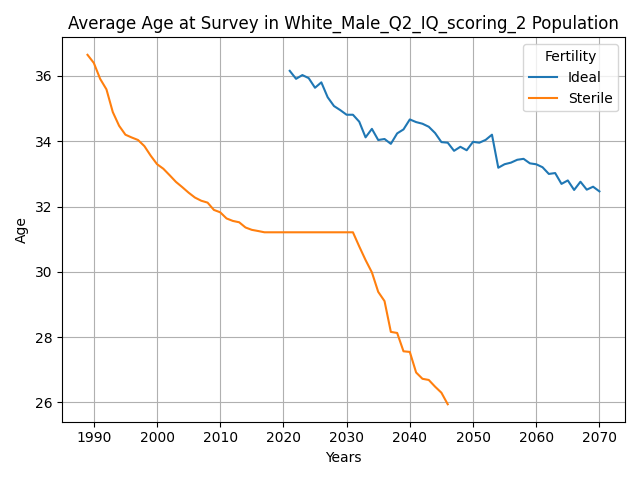 Average Age at Survey in White_Male_Q2_IQ_scoring_2 Population
Fertility
Ideal
Sterile
Age
36
34
32
30
28
26
1990 2000 2010 2020 2030 2040 2050 2060 2070
Years